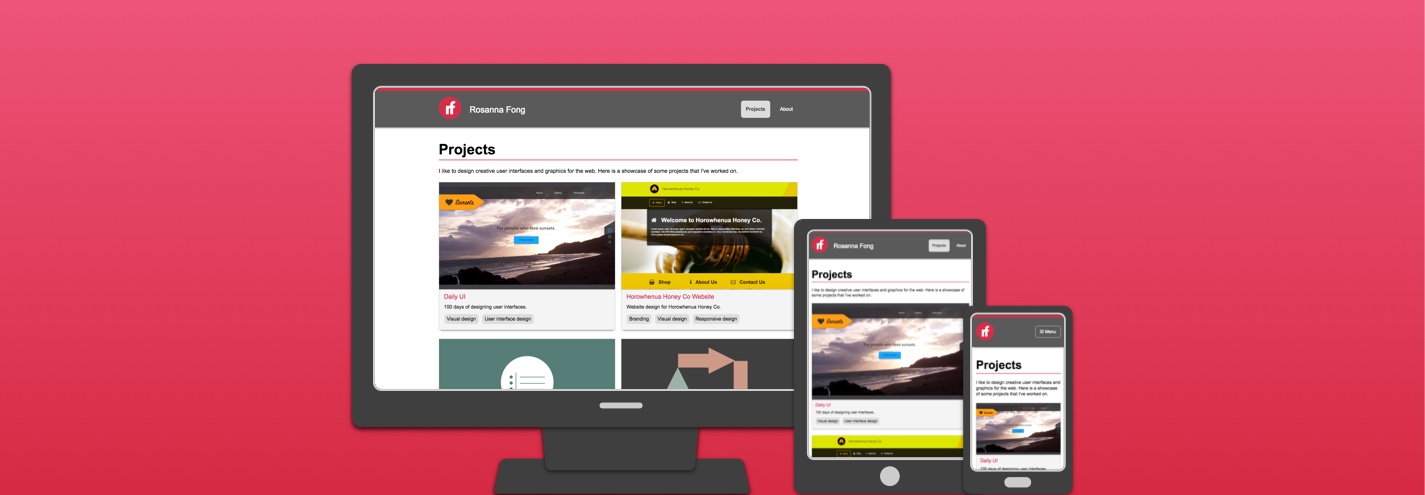 rf
Rosanna Fong
Projects
About
Projects
I like to design creative user interfaces and graphics for the web. Here is a showcase of some projects that I've worked on.
Sunsets
For people who love sunsets.
Daily UI
100 days of designing user interfaces.
Visual design
User interface design
Horowhenua Honey Co.
Welcome to Horowhenua Honey Co.
Shop
About Us
Contact Us
Horowhenua Honey Co Website
Website design for Horowhenua Honey Co.
Branding
Visual design
Responsive design
rf
Rosanna Fong
Projects
About
Projects
I like to design creative user interfaces and graphics for the web. Here is a showcase of
some projects that I've worked on.
Sunsets
For people who love sunsets.
Daily UI
100 days of designing user interfaces.
Visual design
User interface design
Horowhenua Honey Co.
rf
Menu
Projects
I like to design creative user interfaces and
graphics for the web. Here is a showcase
of some projects that I've worked on.
Sunsets
Daily UI
100 days of designing user interfaces.